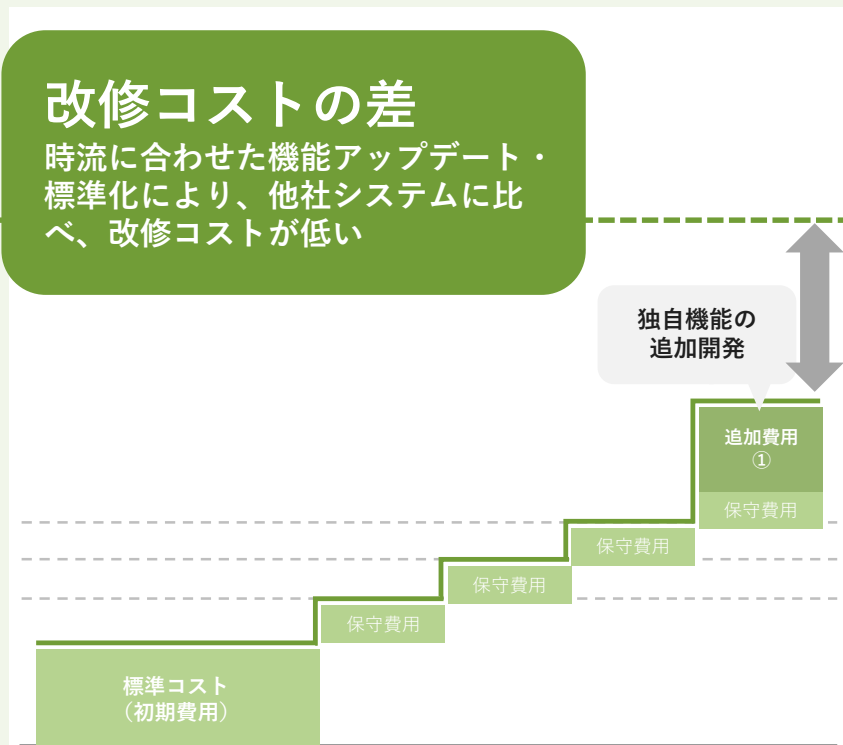 改修コストの差
時流に合わせた機能アップデート・
標準化により、他社システムに比
べ、改修コストが低い
独自機能の
追加開発
追加費用
①
保守費用
保守費用
保守費用
保守費用
標準コスト
（初期費用）